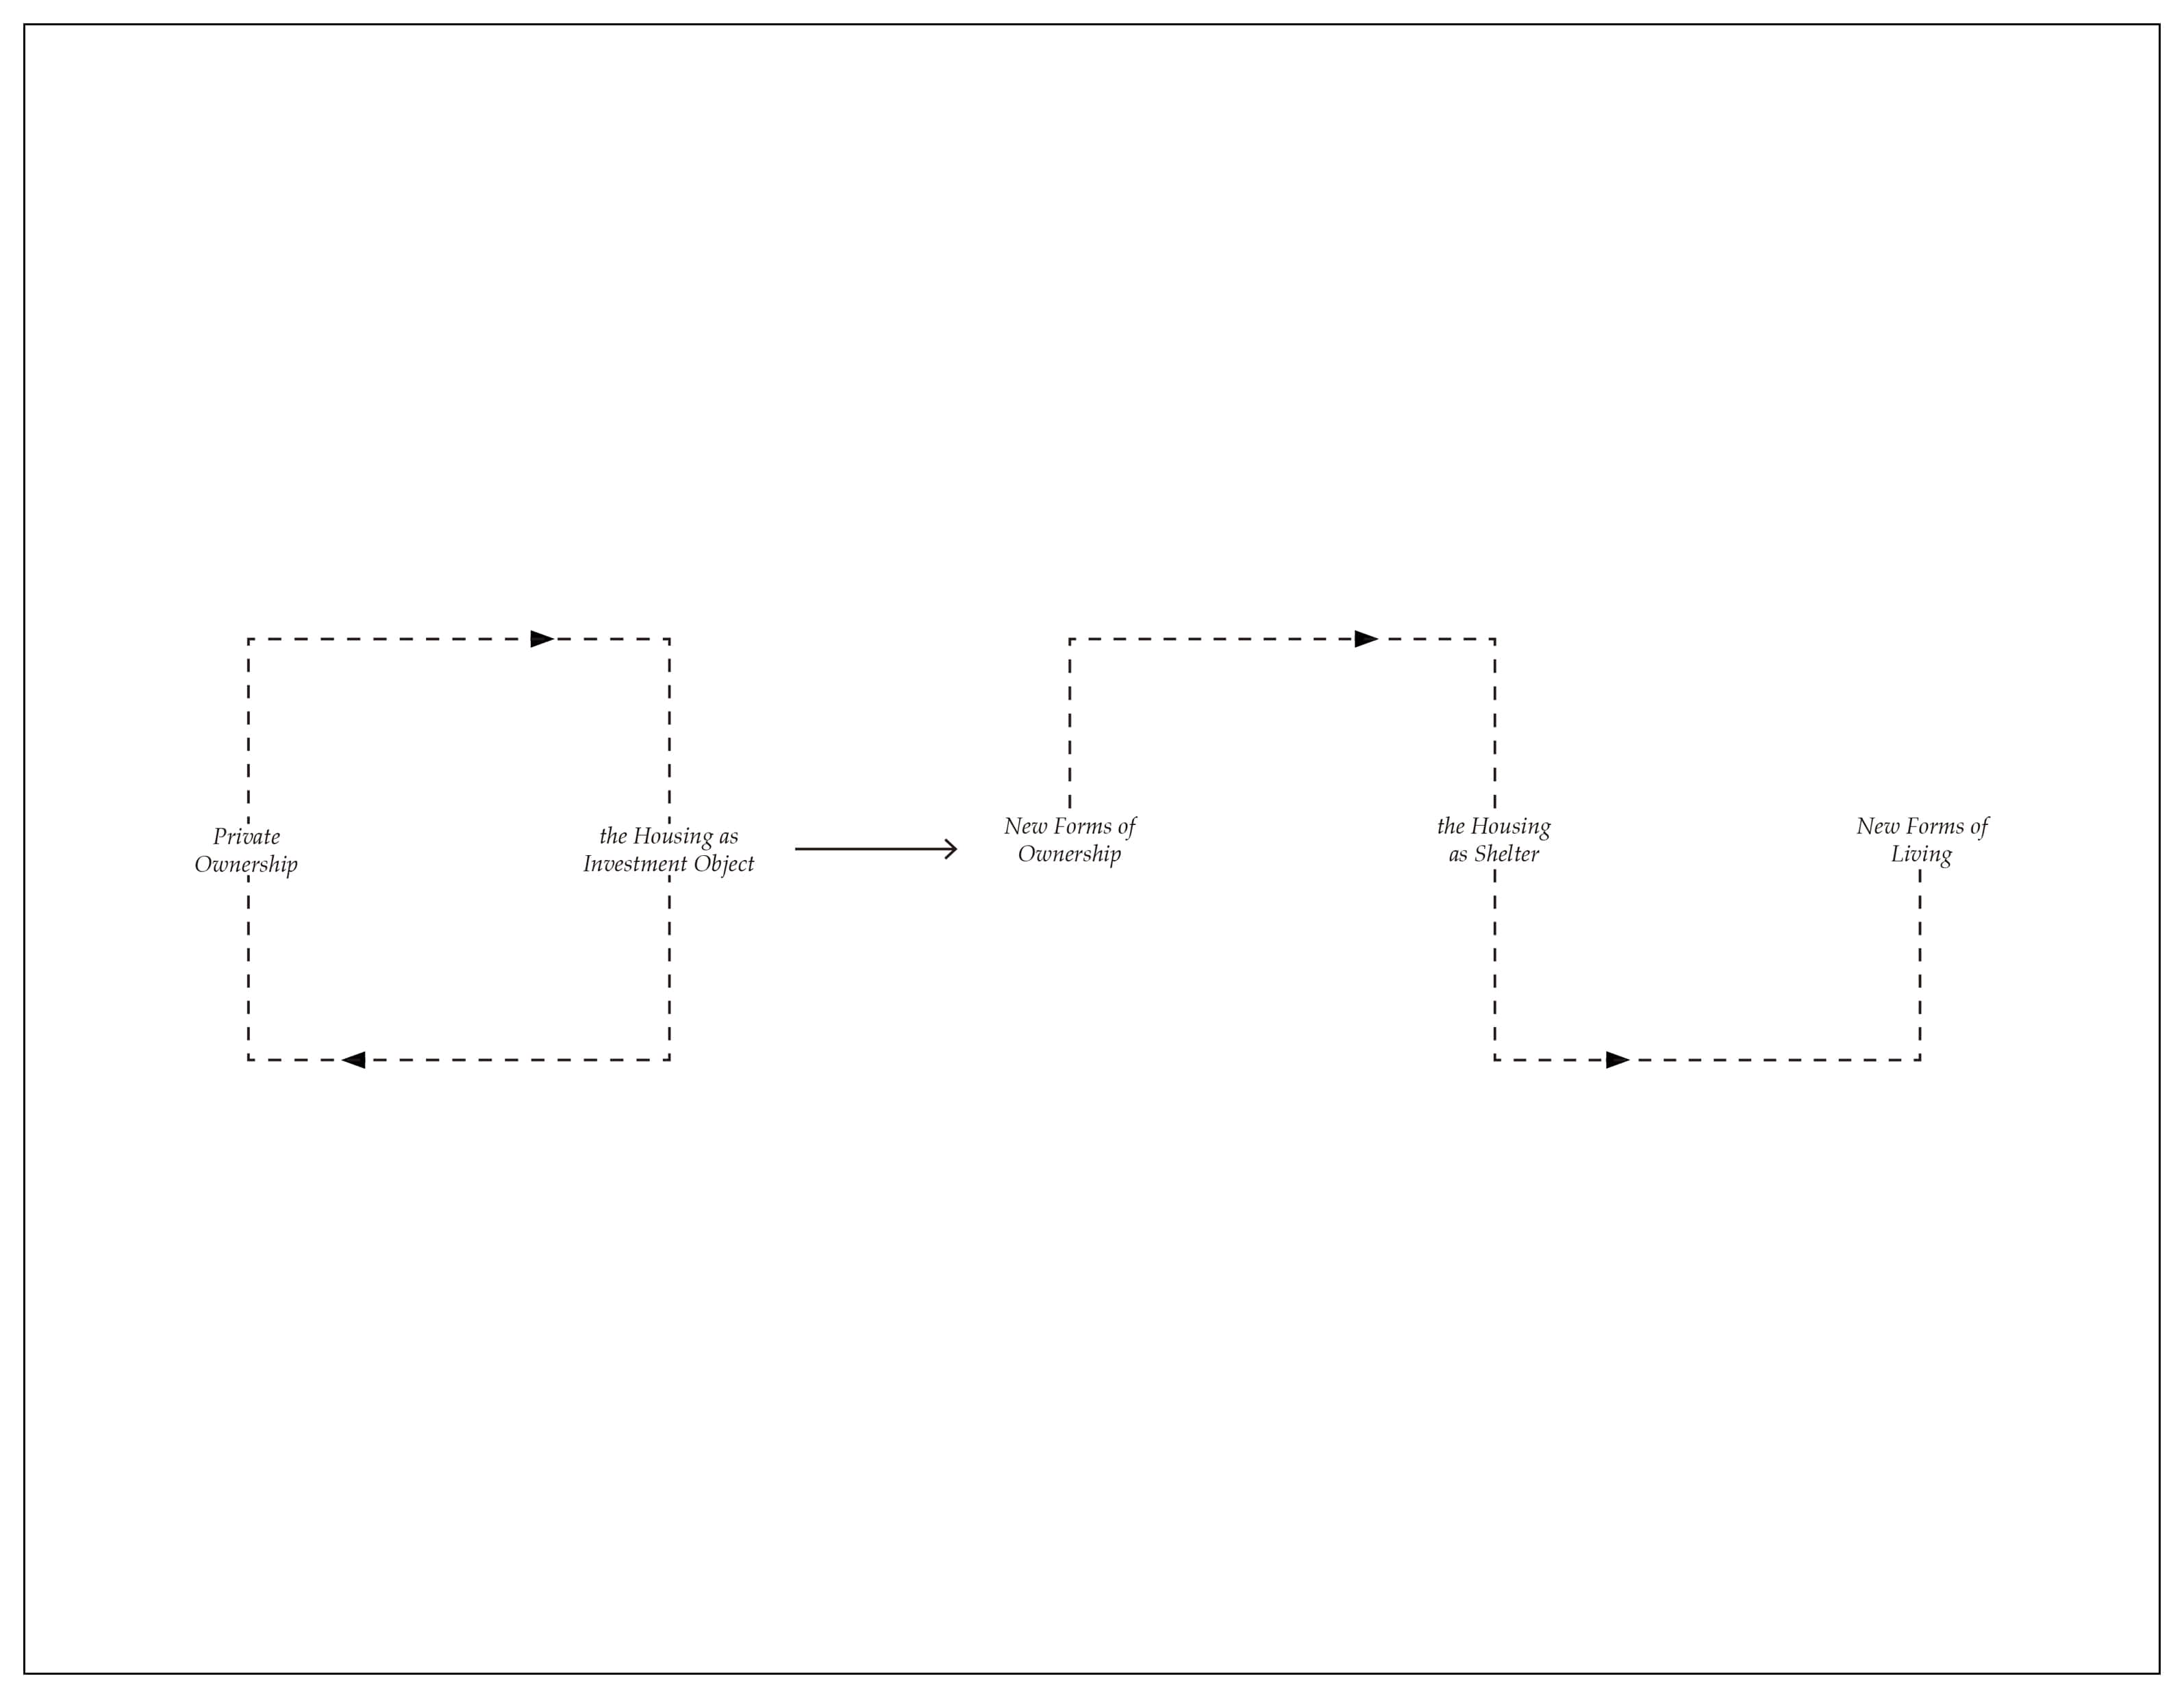 Private
Ownership
the Housing as
Investment Object
New Forms of
Ownership
the Housing
as Shelter
New Forms of
Living